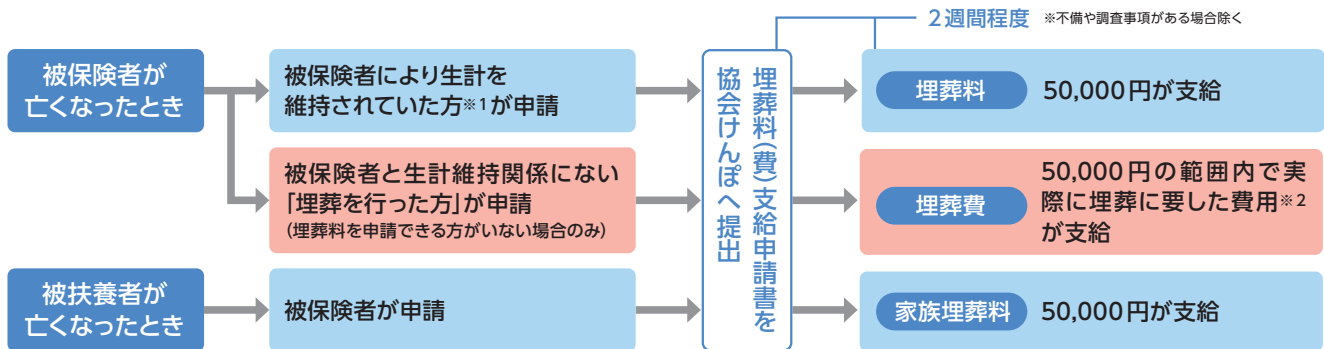 2週間程度 ※不備や調査事項がある場合除く
被保険者が
亡くなったとき
被保険者により生計を
維持されていた方※1が申請
被保険者と生計維持関係にない
「埋葬を行った方」が申請
(埋葬料を申請できる方がいない場合のみ)
被扶養者が
亡くなったとき
被保険者が申請
埋葬料(費)支給申請書を
協会けんぽへ提出
埋葬料 50,000円が支給
埋葬費
50,000円の範囲内で実
際に埋葬に要した費用※2
が支給
家族埋葬料 50,000円が支給